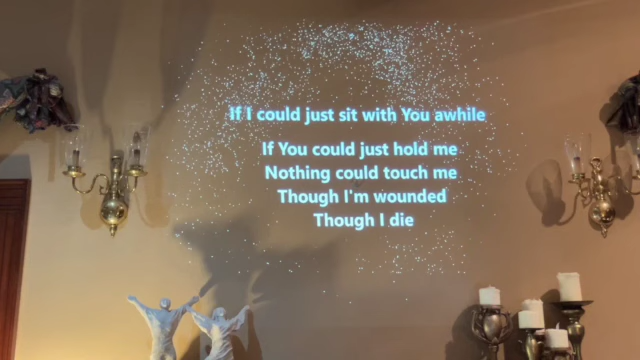 If I could just sit with You awhile
If You could just hold me
Nothing could touch me
Though I'm wounded
Though I die